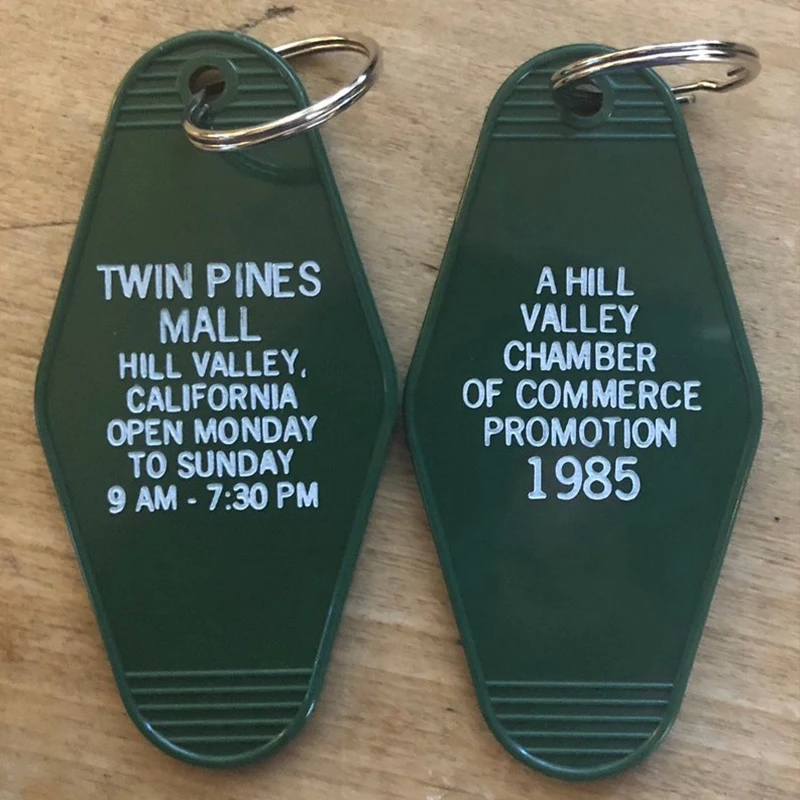 TWIN PINES
MALL
HILL VALLEY,
CALIFORNIA
OPEN MONDAY
TO SUNDAY
9 AM - 7:30 PM
A HILL
VALLEY
CHAMBER
OF COMMERCE
PROMOTION
1985